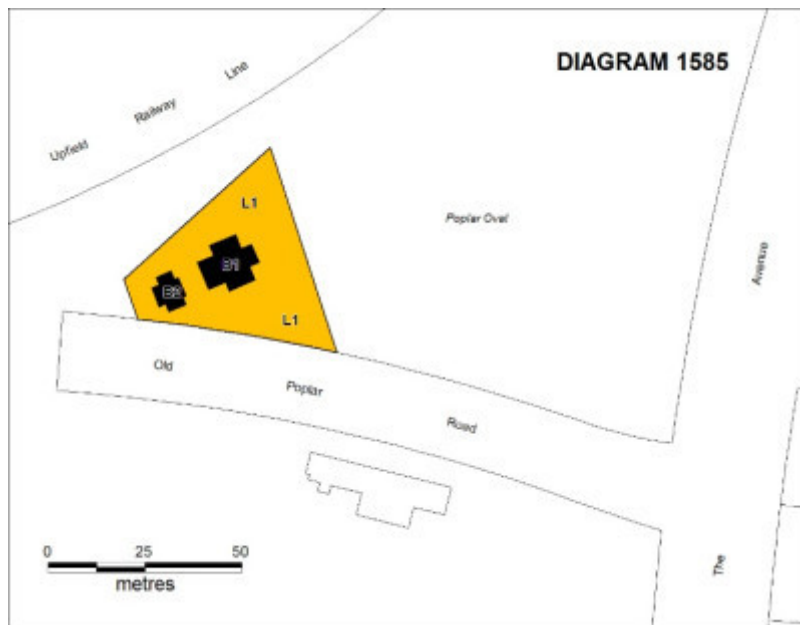 DIAGRAM 1585
Upfield Railway Line
L1
Poplar Oval
B1
B2
L1
Avenue
Old Poplar Road
The
0 25 50
metres